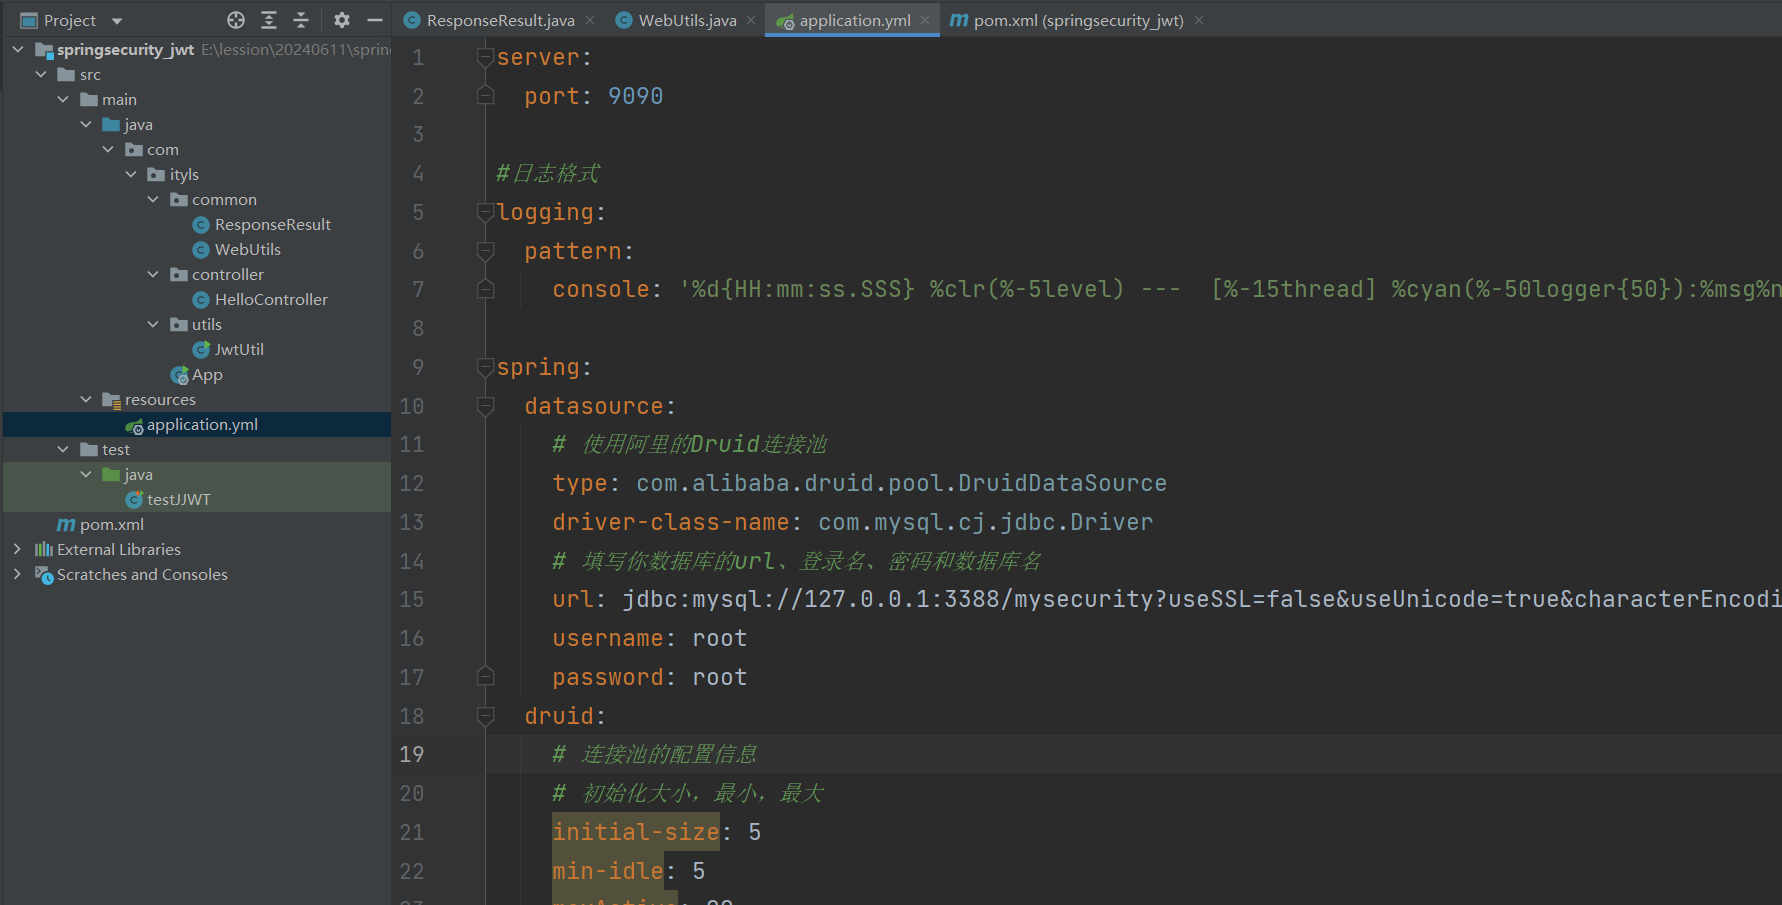 Project
ResponseResult.java
WebUtils.java
application.yml
pom.xml (springsecurity_jwt)
springsecurity_jwt E:\lession\20240611\sprin
src
main
java
com
ityls
common
ResponseResult
WebUtils
controller
HelloController
utils
JwtUtil
App
resources
application.yml
test
java
testJJWT
pom.xml
External Libraries
Scratches and Consoles
1 server:
2 port: 9090
3
4 #日志格式
5 logging:
6 pattern:
7 console: '%d{HH:mm:ss.SSS} %clr(%-5level) ---  [%-15thread] %cyan(%-50logger{50}):%msg%n
8
9 spring:
10 datasource:
11 # 使用阿里的Druid连接池
12 type: com.alibaba.druid.pool.DruidDataSource
13 driver-class-name: com.mysql.cj.jdbc.Driver
14 # 填写你数据库的url、登录名、密码和数据库名
15 url: jdbc:mysql://127.0.0.1:3388/mysecurity?useSSL=false&useUnicode=true&characterEncodi
16 username: root
17 password: root
18 druid:
19 # 连接池的配置信息
20 # 初始化大小，最小，最大
21 initial-size: 5
22 min-idle: 5